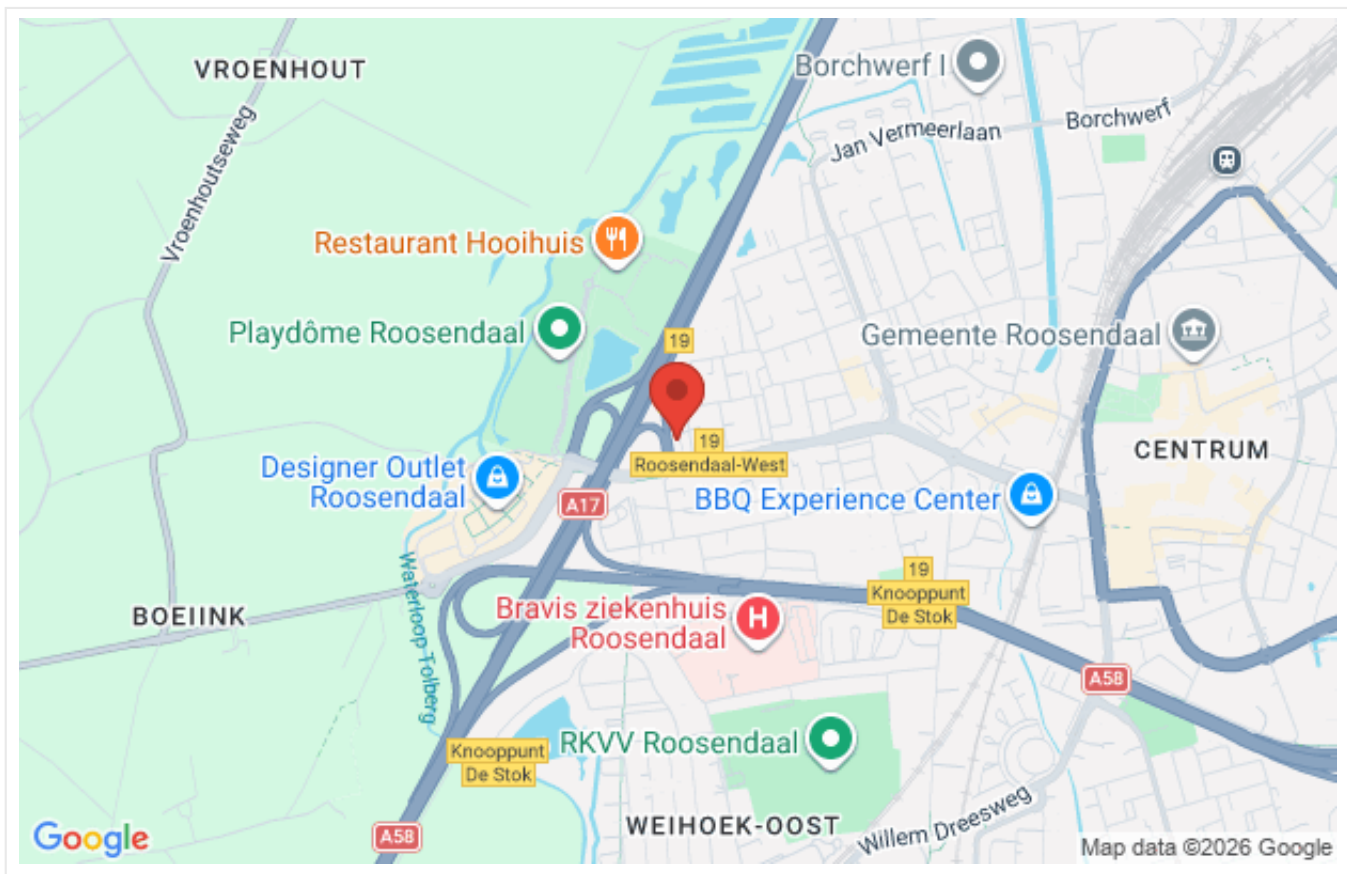 VROENHOUT
Borchwerf I
Borchwerf
Jan Vermeerlaan
Vroenhoutseweg
Restaurant Hooihuis
Playdôme Roosendaal
19
Gemeente Roosendaal
19
Roosendaal-West
CENTRUM
Designer Outlet
Roosendaal
A17
BBQ Experience Center
Waterloop Tolberg
19
Knooppunt
De Stok
BOEIINK
Bravis ziekenhuis
Roosendaal
H
A58
RKVV Roosendaal
Knooppunt
De Stok
Willem Dreesweg
WEIHOEK-OOST
A58
Google
Map data ©2026 Google